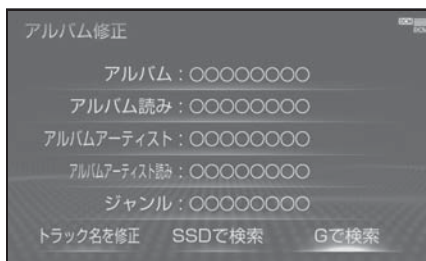 アルバム修正
アルバム：○○○○○○○○
アルバム読み：○○○○○○○○
アルバムアーティスト：○○○○○○○○
アルバムアーティスト読み：○○○○○○○○
ジャンル：○○○○○○○○
トラック名を修正 SSDで検索 Gで検索